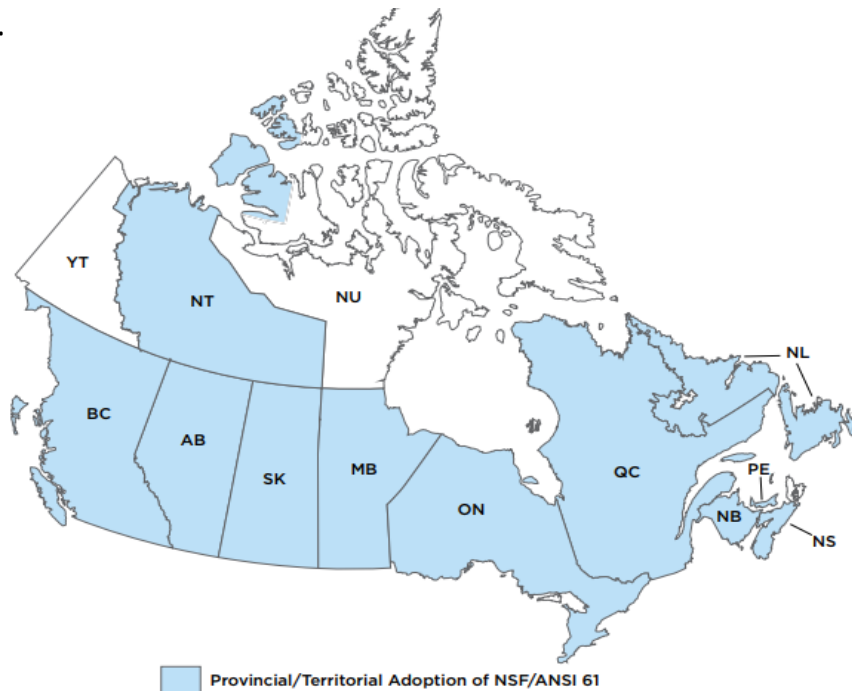 YT
NT
NU
NL
BC
AB
SK
MB
ON
QC
PE
NB
NS
Provincial/Territorial Adoption of NSF/ANSI 61